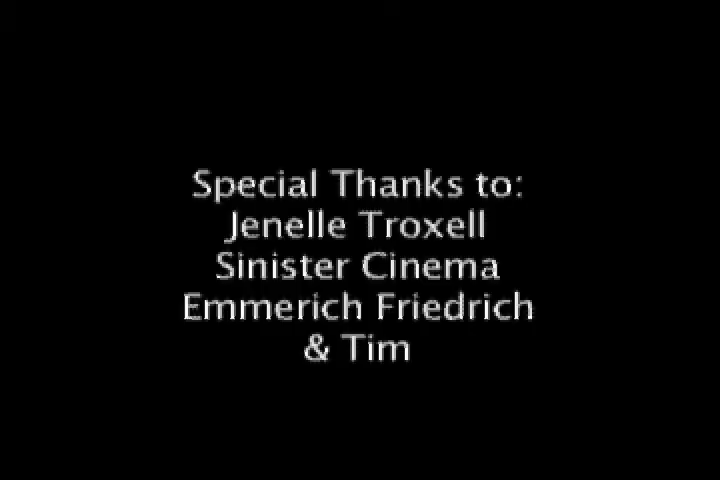 Special Thanks to:
Jenelle Troxell
Sinister Cinema
Emmerich Friedrich
& Tim